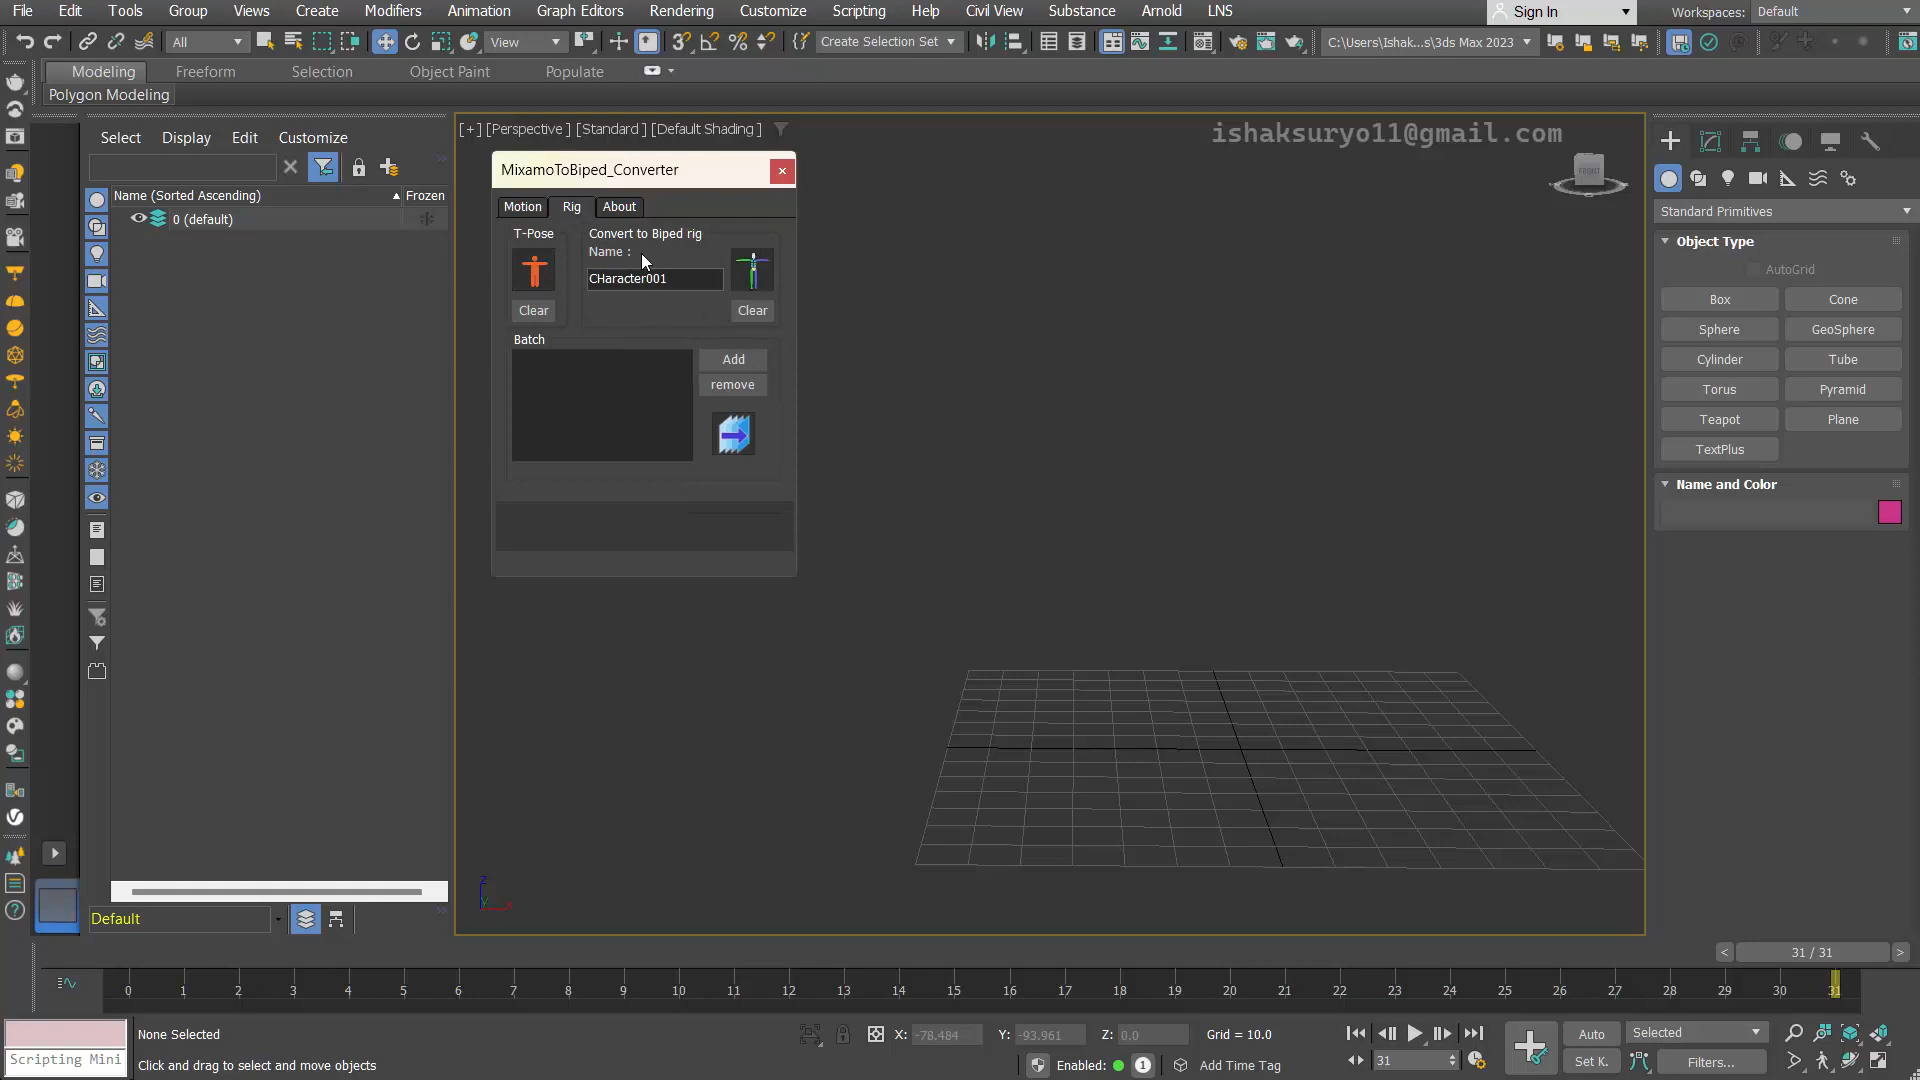 File Edit Tools Group Views Create Modifiers Animation Graph Editors Rendering Customize Scripting Help Civil View Substance Arnold LNS Sign In Workspaces: Default
All View Create Selection Set C:\Users\Ishak...s\3ds Max 2023
Modeling Freeform Selection Object Paint Populate
Polygon Modeling
Select Display Edit Customize
Name (Sorted Ascending) Frozen
0 (default)
Default
[+] [Perspective] [Standard] [Default Shading]
ishaksuryo11@gmail.com
FRONT
MixamoToBiped_Converter
Motion Rig About
T-Pose Convert to Biped rig
Name :
CHaracter001
Clear Clear
Batch
Add
remove
z
y
x
Standard Primitives
Object Type
AutoGrid
Box Cone
Sphere GeoSphere
Cylinder Tube
Torus Pyramid
Teapot Plane
TextPlus
Name and Color
< 31 / 31 >
0 1 2 3 4 5 6 7 8 9 10 11 12 13 14 15 16 17 18 19 20 21 22 23 24 25 26 27 28 29 30 31
None Selected X: -78.484 Y: -93.961 Z: 0.0 Grid = 10.0 Auto Selected
Scripting Mini Click and drag to select and move objects Enabled: 1 Add Time Tag 31 Set K. Filters...